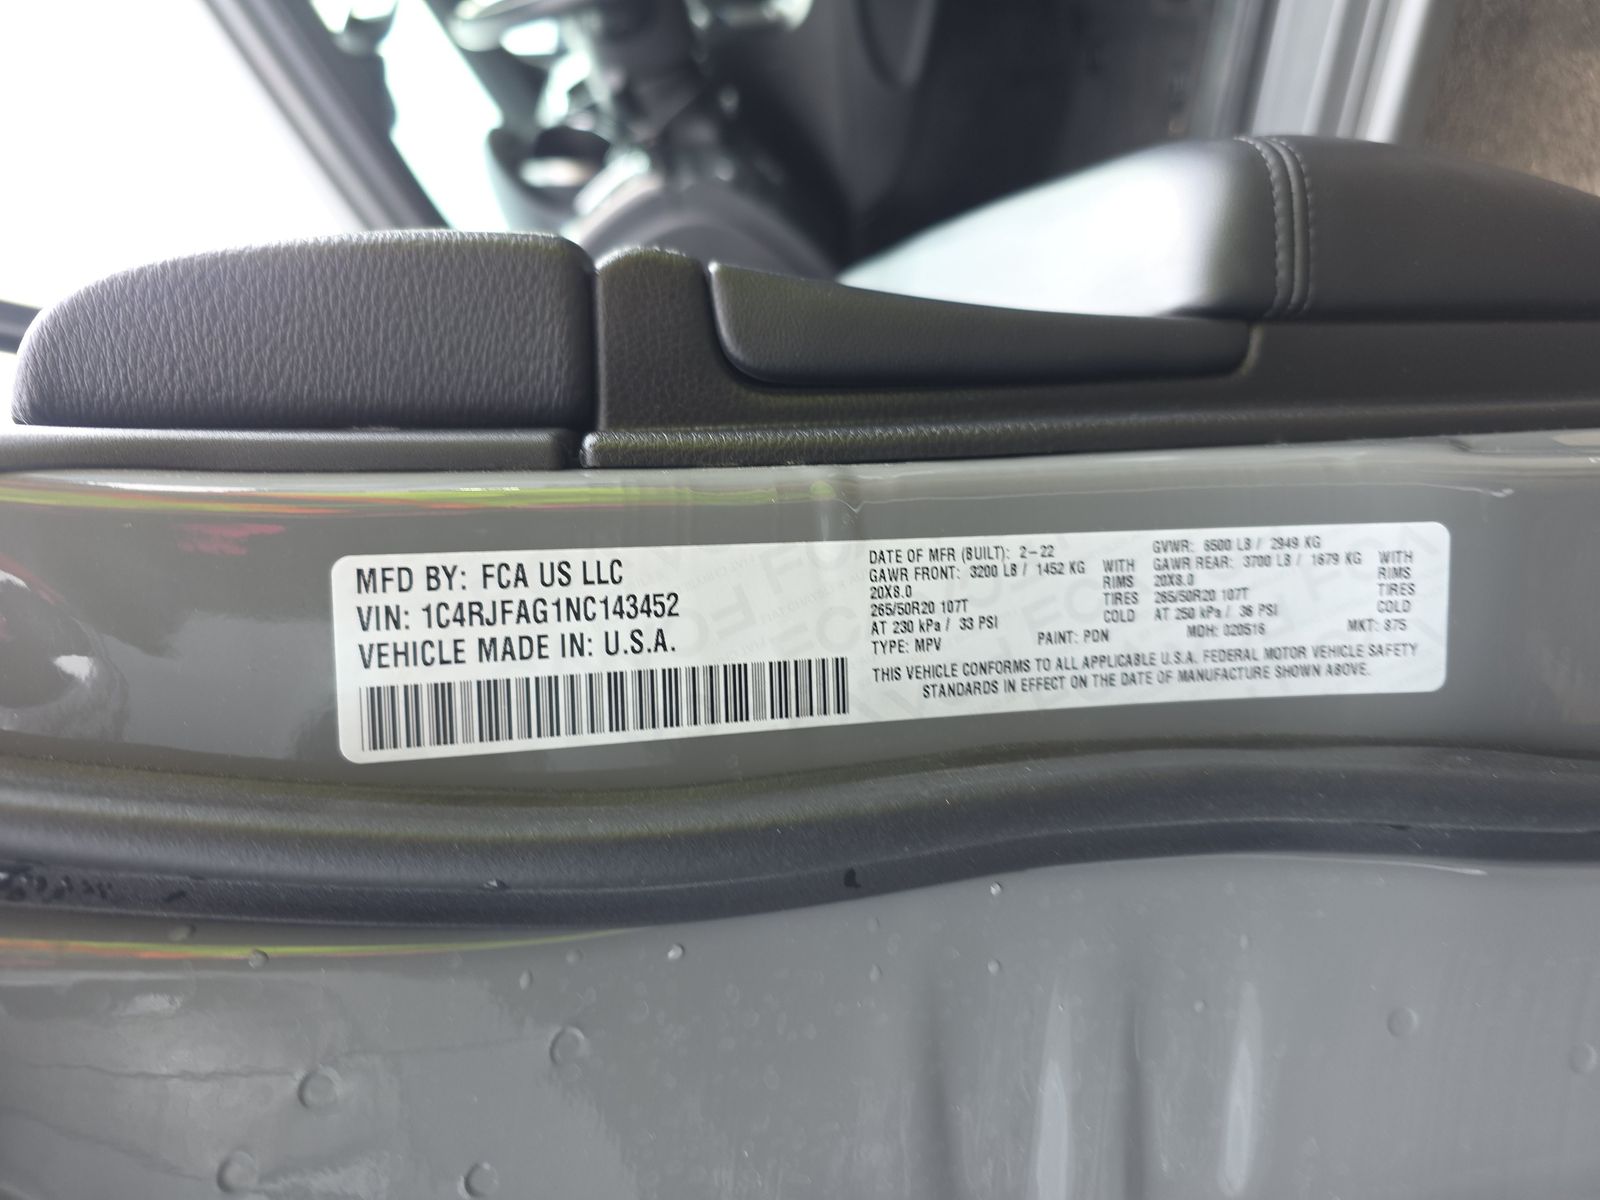 MFD BY: FCA US LLC
VIN: 1C4RJFAG1NC143452
VEHICLE MADE IN: U.S.A.
DATE OF MFR (BUILT): 2-22
GAWR FRONT: 3200 LB / 1452 KG WITH
20X8.0 RIMS
265/50R20 107T TIRES
AT 230 kPa / 33 PSI COLD
TYPE: MPV
PAINT: PDN
GVWR: 6500 LB / 2949 KG
GAWR REAR: 3700 LB / 1679 KG WITH
20X8.0 RIMS
265/50R20 107T TIRES
AT 250 kPa / 36 PSI COLD
MDH: 020516
MKT: 875
THIS VEHICLE CONFORMS TO ALL APPLICABLE U.S.A. FEDERAL MOTOR VEHICLE SAFETY
STANDARDS IN EFFECT ON THE DATE OF MANUFACTURE SHOWN ABOVE.